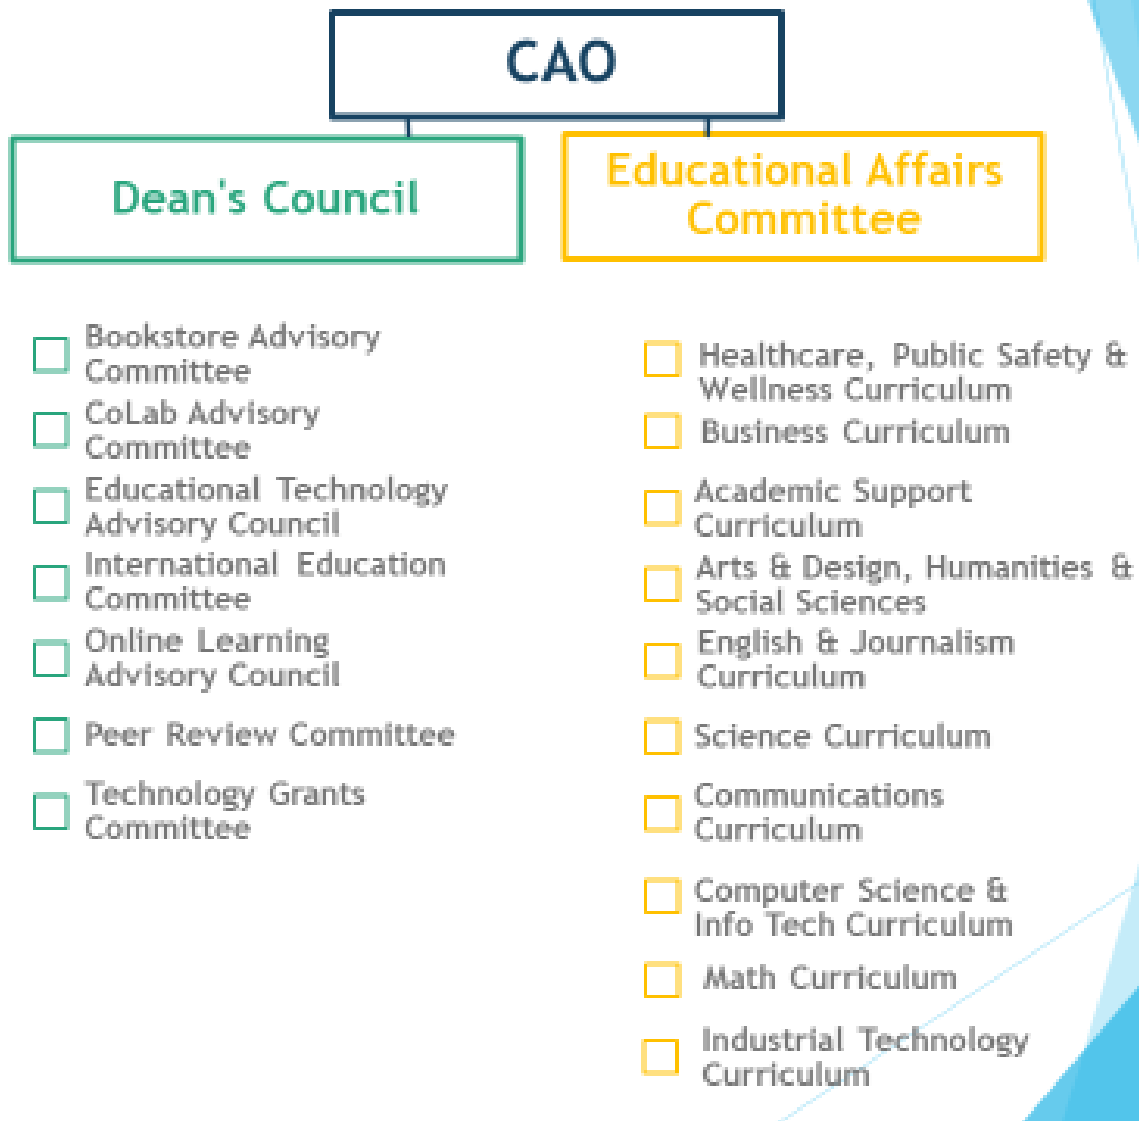 CAO
Dean's Council
Educational Affairs
Committee
Bookstore Advisory
Committee
CoLab Advisory
Committee
Educational Technology
Advisory Council
International Education
Committee
Online Learning
Advisory Council
Peer Review Committee
Technology Grants
Committee
Healthcare, Public Safety &
Wellness Curriculum
Business Curriculum
Academic Support
Curriculum
Arts & Design, Humanities &
Social Sciences
English & Journalism
Curriculum
Science Curriculum
Communications
Curriculum
Computer Science &
Info Tech Curriculum
Math Curriculum
Industrial Technology
Curriculum